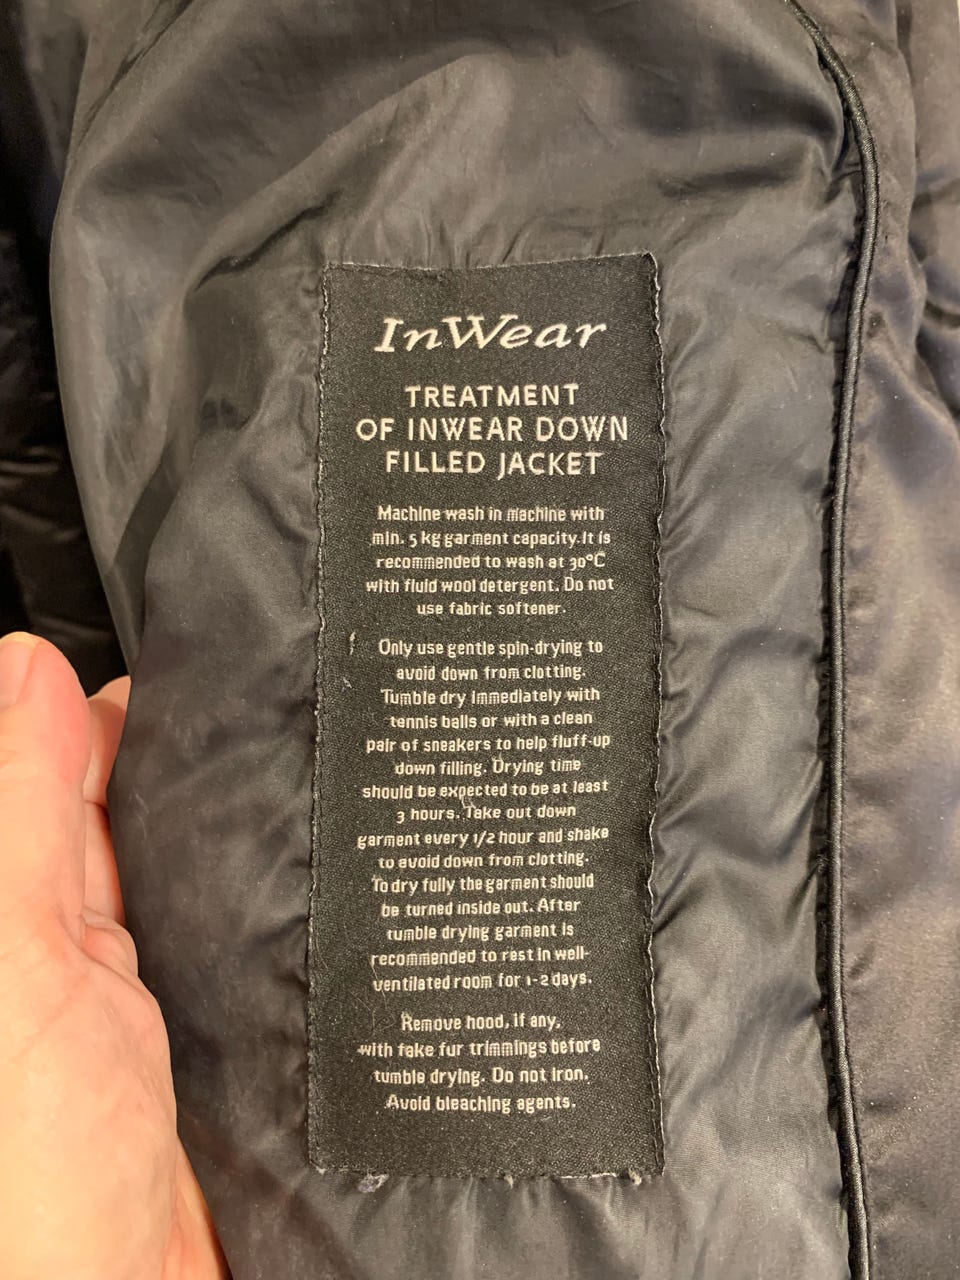 InWear
TREATMENT
OF INWEAR DOWN
FILLED JACKET
Machine wash in machine with
min. 5 kg garment capacity.It is
recommended to wash at 30°C
with fluid wool detergent. Do not
use fabric softener.
Only use gentle spin-drying to
avoid down from clotting.
Tumble dry immediately with
tennis balls or with a clean
pair of sneakers to help fluff-up
down filling. Drying time
should be expected to be at least
3 hours. Take out down
garment every 1/2 hour and shake
to avoid down from clotting.
To dry fully the garment should
be turned inside out. After
tumble drying garment is
recommended to rest in well-
ventilated room for 1-2 days.
Remove hood, if any,
with fake fur trimmings before
tumble drying. Do not iron.
Avoid bleaching agents.